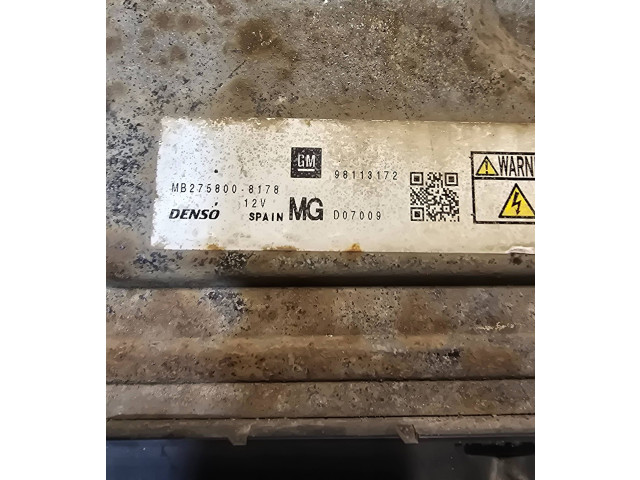 GM 98113172
MB275800-8178
12V
DENSO SPAIN MG D07009
WARN